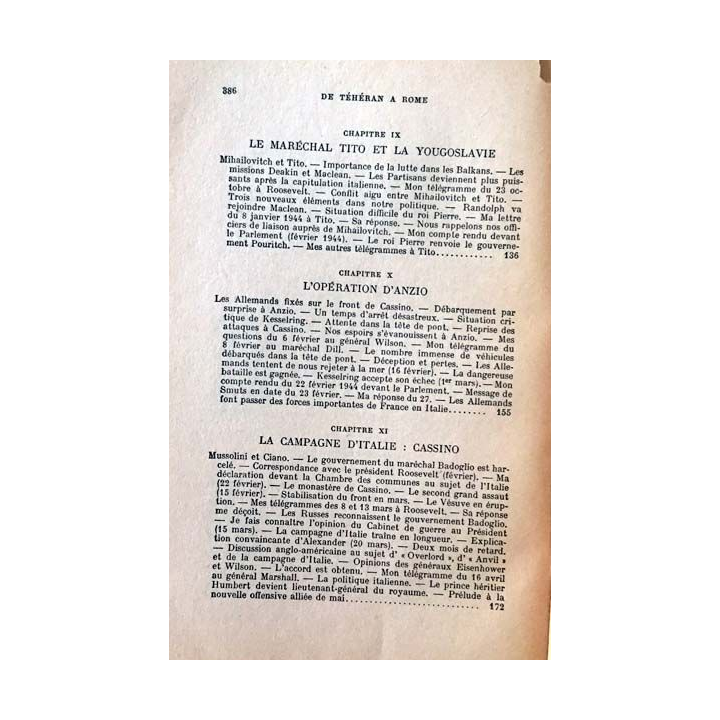 386
DE TÉHÉRAN A ROME
CHAPITRE IX
LE MARÉCHAL TITO ET LA YOUGOSLAVIE
Mihaïlovitch et Tito. — Importance de la lutte dans les Balkans. — Les
missions Deakin et Maclean. — Les Partisans deviennent plus puis-
sants après la capitulation italienne. — Mon télégramme du 23 oc-
tobre à Roosevelt. — Conflit aigu entre Mihaïlovitch et Tito. —
Trois nouveaux éléments dans notre politique. — Randolph va
rejoindre Maclean. — Situation difficile du roi Pierre. — Ma lettre
du 8 janvier 1944 à Tito. — Sa réponse. — Nous rappelons nos offi-
ciers de liaison auprès de Mihaïlovitch. — Mon compte rendu devant
le Parlement (février 1944). — Le roi Pierre renvoie le gouverne-
ment Pouritch. — Mes autres télégrammes à Tito............ 136
CHAPITRE X
L'OPÉRATION D'ANZIO
Les Allemands fixés sur le front de Cassino. — Débarquement par
surprise à Anzio. — Un temps d'arrêt désastreux. — Situation cri-
tique de Kesselring. — Attente dans la tête de pont. — Reprise des
attaques à Cassino. — Nos espoirs s'évanouissent à Anzio. — Mes
questions du 6 février au général Wilson. — Mon télégramme du
8 février au maréchal Dill. — Le nombre immense de véhicules
débarqués dans la tête de pont. — Déception et pertes. — Les Alle-
mands tentent de nous rejeter à la mer (16 février). — La dangereuse
bataille est gagnée. — Kesselring accepte son échec (1er mars). — Mon
compte rendu du 22 février 1944 devant le Parlement. — Message de
Smuts en date du 23 février. — Ma réponse du 27. — Les Allemands
font passer des forces importantes de France en Italie........ 155
CHAPITRE XI
LA CAMPAGNE D'ITALIE : CASSINO
Mussolini et Ciano. — Le gouvernement du maréchal Badoglio est har-
celé. — Correspondance avec le président Roosevelt (février). — Ma
déclaration devant la Chambre des communes au sujet de l'Italie
(22 février). — Le monastère de Cassino. — Le second grand assaut
(15 février). — Stabilisation du front en mars. — Le Vésuve en érup-
tion. — Mes télégrammes des 8 et 13 mars à Roosevelt. — Sa réponse
me déçoit. — Les Russes reconnaissent le gouvernement Badoglio.
— Je fais connaître l'opinion du Cabinet de guerre au Président
(15 mars). — La campagne d'Italie traîne en longueur. — Explica-
tion convaincante d'Alexander (20 mars). — Deux mois de retard.
— Discussion anglo-américaine au sujet d' « Overlord », d' « Anvil »
et de la campagne d'Italie. — Opinions des généraux Eisenhower
et Wilson. — L'accord est obtenu. — Mon télégramme du 16 avril
au général Marshall. — La politique italienne. — Le prince héritier
Humbert devient lieutenant-général du royaume. — Prélude à la
nouvelle offensive alliée de mai............................ 172